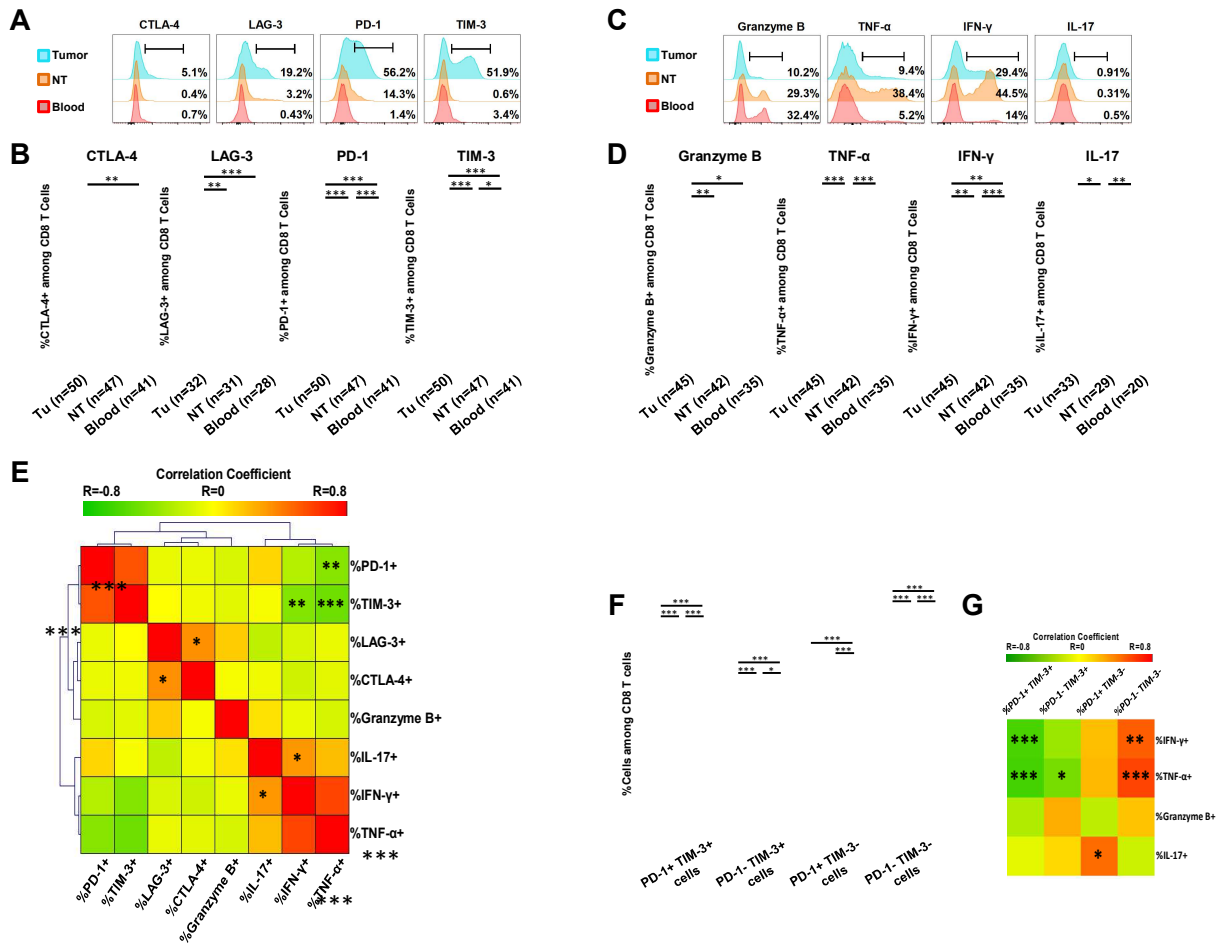 A
CTLA-4
LAG-3
PD-1
TIM-3
Tumor
NT
Blood
5.1%
0.4%
0.7%
19.2%
3.2%
0.43%
56.2%
14.3%
1.4%
51.9%
0.6%
3.4%
B
CTLA-4
LAG-3
PD-1
TIM-3
**
***
**
***
*** ***
***
*** *
%CTLA-4+ among CD8 T Cells
%LAG-3+ among CD8 T Cells
%PD-1+ among CD8 T Cells
%TIM-3+ among CD8 T Cells
Tu (n=50)
NT (n=47)
Blood (n=41)
Tu (n=32)
NT (n=31)
Blood (n=28)
Tu (n=50)
NT (n=47)
Blood (n=41)
Tu (n=50)
NT (n=47)
Blood (n=41)
C
Granzyme B
TNF-α
IFN-γ
IL-17
Tumor
NT
Blood
10.2%
29.3%
32.4%
9.4%
38.4%
5.2%
29.4%
44.5%
14%
0.91%
0.31%
0.5%
D
Granzyme B
TNF-α
IFN-γ
IL-17
*
**
*** ***
**
** ***
* **
%Granzyme B+ among CD8 T Cells
%TNF-α+ among CD8 T Cells
%IFN-γ+ among CD8 T Cells
%IL-17+ among CD8 T Cells
Tu (n=45)
NT (n=42)
Blood (n=35)
Tu (n=45)
NT (n=42)
Blood (n=35)
Tu (n=45)
NT (n=42)
Blood (n=35)
Tu (n=33)
NT (n=29)
Blood (n=20)
E
Correlation Coefficient
R=-0.8 R=0 R=0.8
** %PD-1+
***
** *** %TIM-3+
***
* %LAG-3+
* %CTLA-4+
%Granzyme B+
* %IL-17+
* %IFN-γ+
%TNF-α+
***
%PD-1+
%TIM-3+
%LAG-3+
%CTLA-4+
%Granzyme B+
%IL-17+
%IFN-γ+
%TNF-α+
***
F
%Cells among CD8 T cells
***
*** ***
***
*** *
***
***
***
*** ***
PD-1+ TIM-3+
cells
PD-1- TIM-3+
cells
PD-1+ TIM-3-
cells
PD-1- TIM-3-
cells
G
Correlation Coefficient
R=-0.8 R=0 R=0.8
%PD-1+ TIM-3+
%PD-1- TIM-3+
%PD-1+ TIM-3-
%PD-1- TIM-3-
*** ** %IFN-γ+
*** * *** %TNF-α+
%Granzyme B+
* %IL-17+